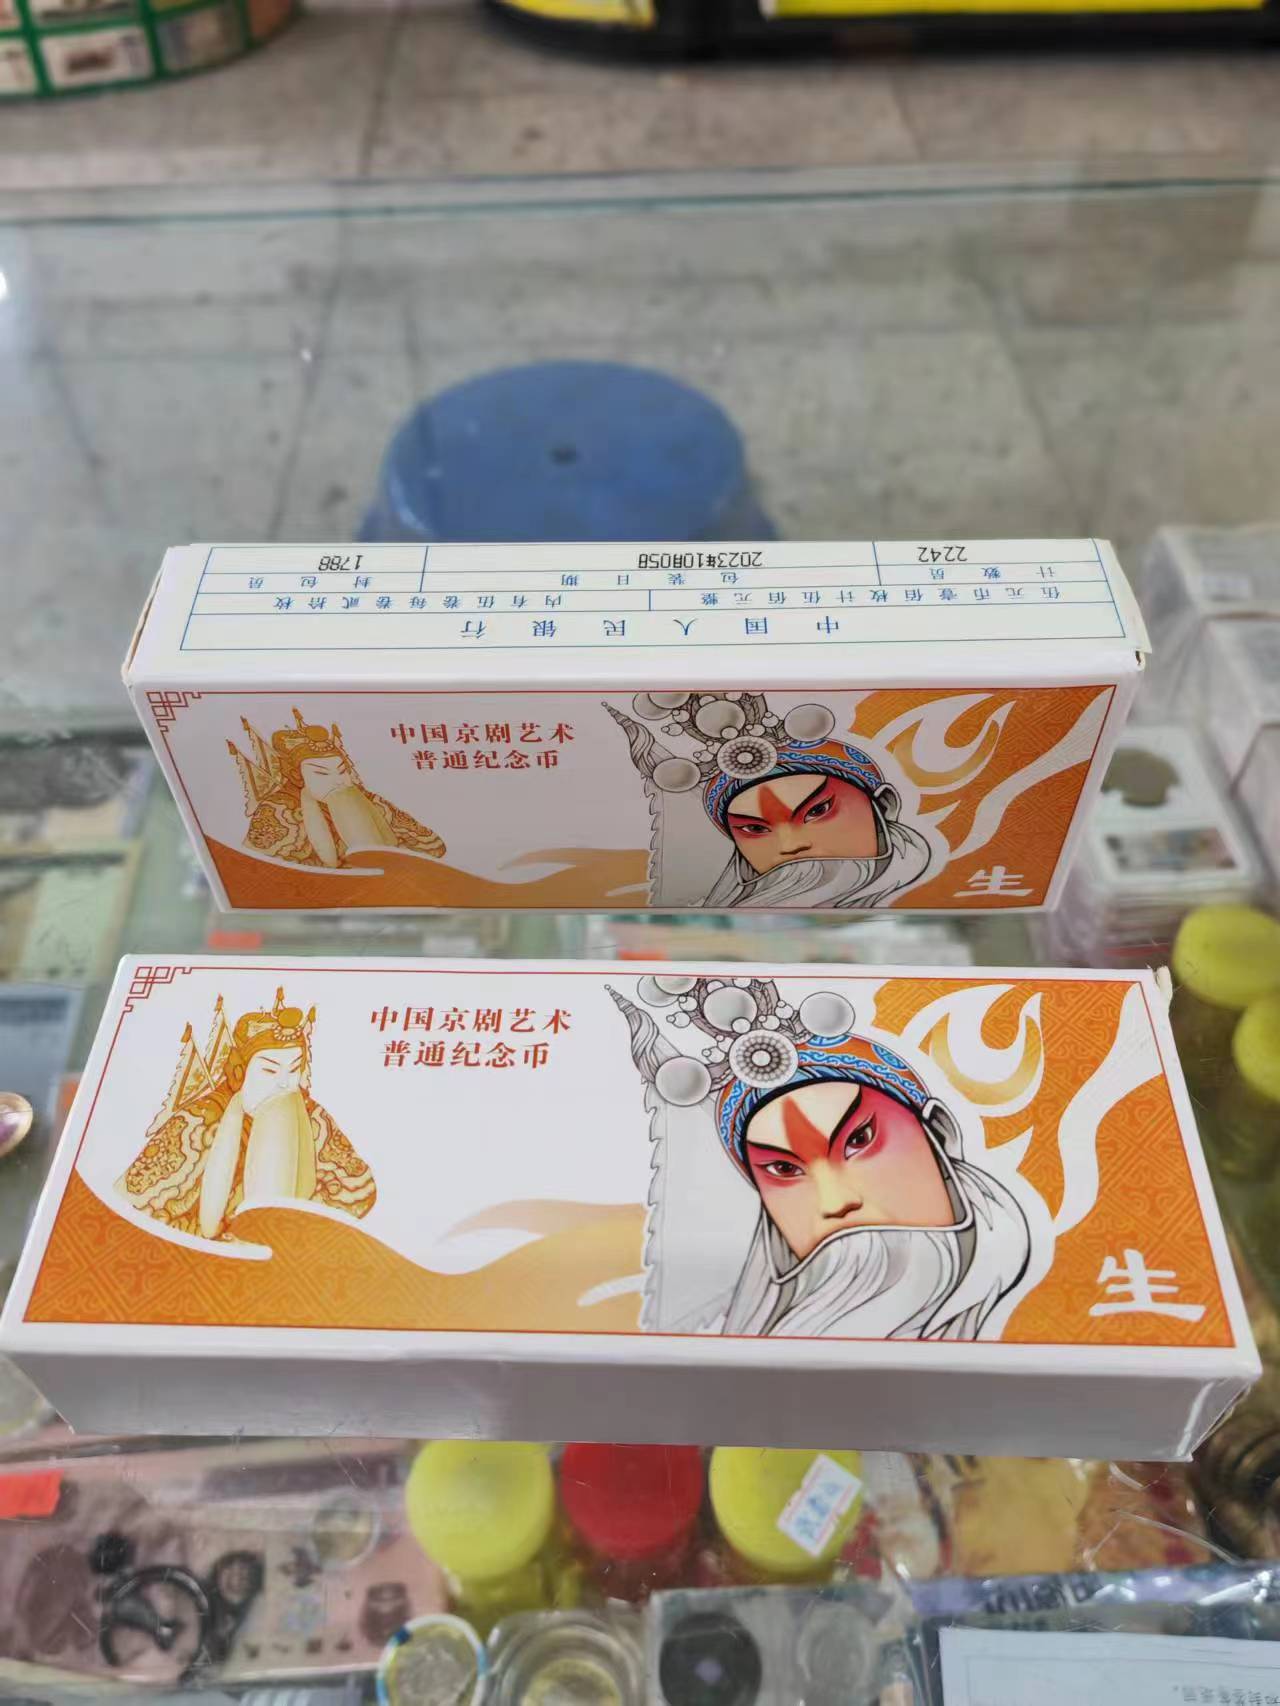 中国人民银行
伍元币壹佰枚计伍佰元整 内有伍卷每卷贰拾枚
计数员 包装日期 封包员
2242 2023年10月05B 1788
中国京剧艺术
普通纪念币
生
中国京剧艺术
普通纪念币
生